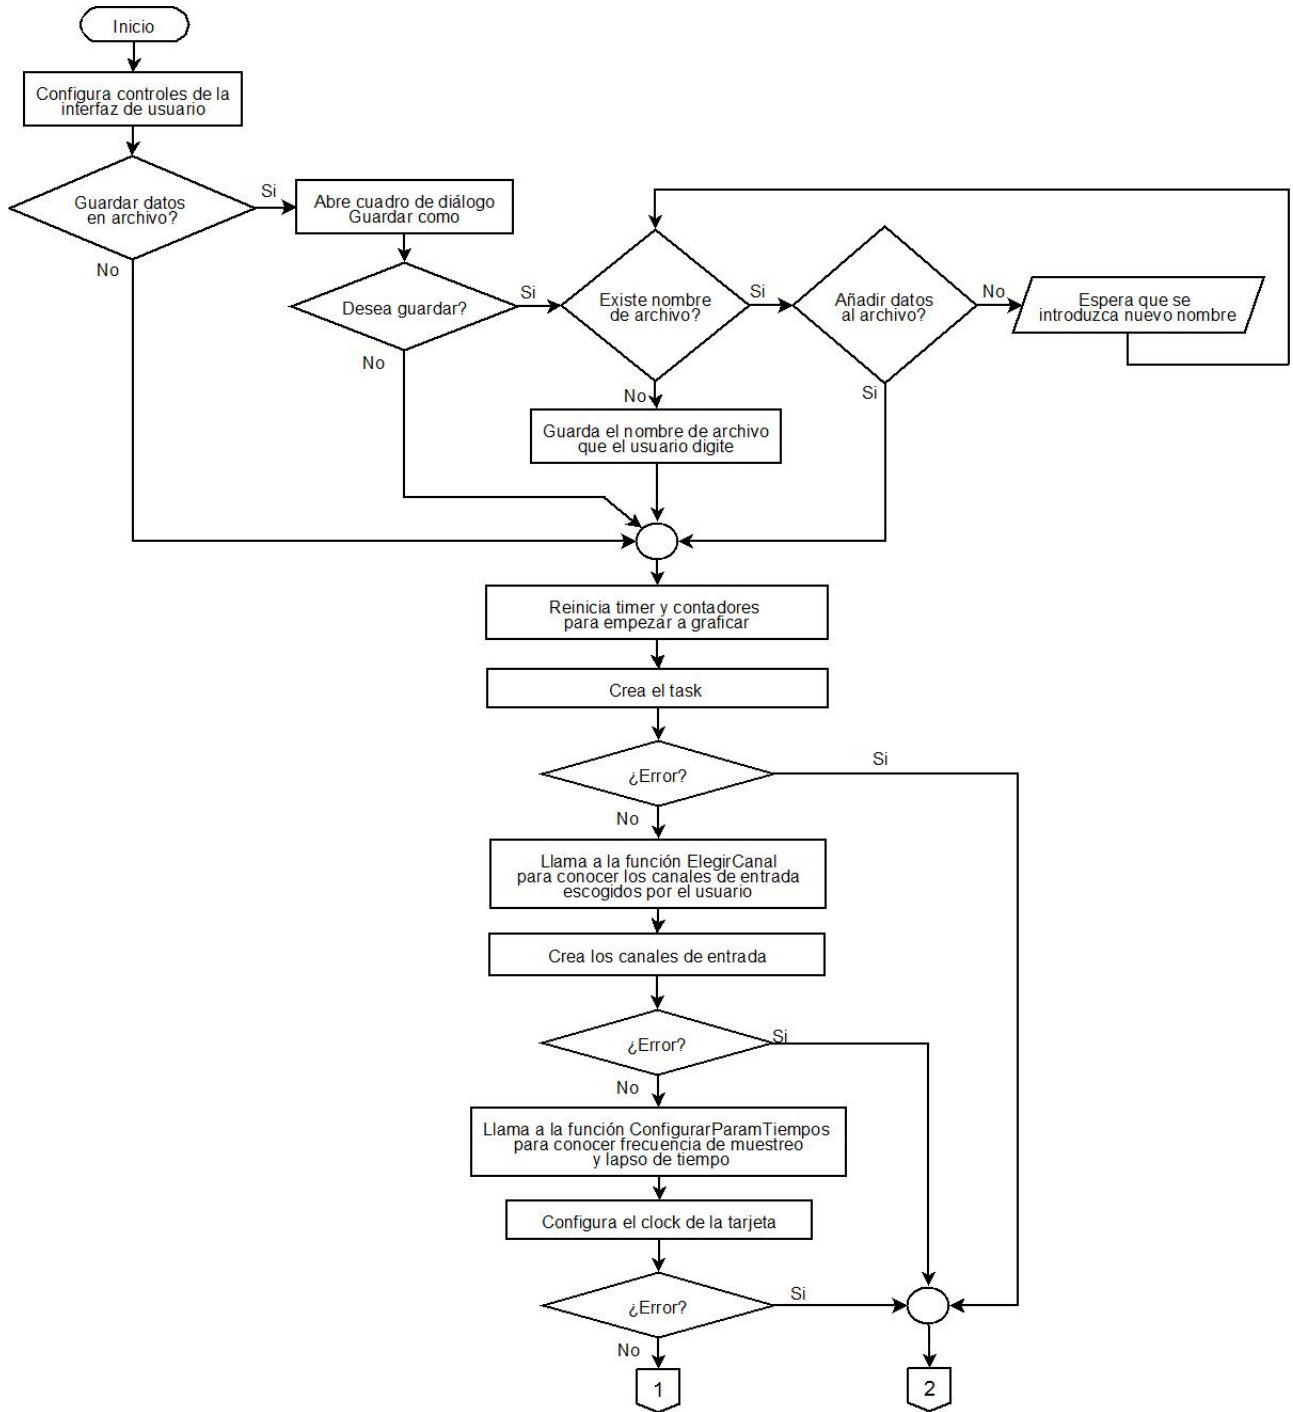 Inicio
Configura controles de la
interfaz de usuario
Guardar datos
en archivo?
Si
No
Abre cuadro de diálogo
Guardar como
Desea guardar?
Si
No
Existe nombre
de archivo?
Si
No
Añadir datos
al archivo?
No
Si
Espera que se
introduzca nuevo nombre
Guarda el nombre de archivo
que el usuario digite
Reinicia timer y contadores
para empezar a graficar
Crea el task
¿Error?
Si
No
Llama a la función ElegirCanal
para conocer los canales de entrada
escogidos por el usuario
Crea los canales de entrada
¿Error?
Si
No
Llama a la función ConfigurarParamTiempos
para conocer frecuencia de muestreo
y lapso de tiempo
Configura el clock de la tarjeta
¿Error?
Si
No
1
2